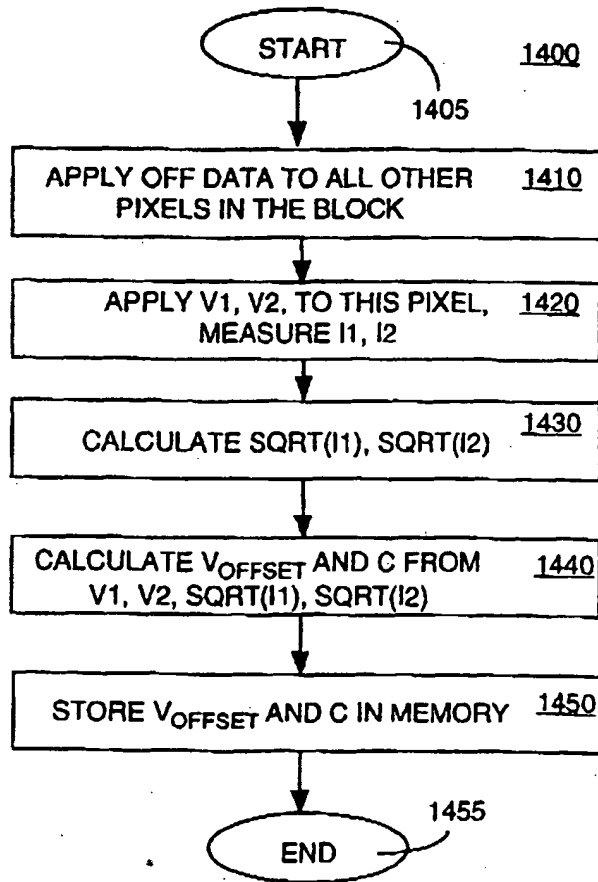 START
1400
1405
APPLY OFF DATA TO ALL OTHER
PIXELS IN THE BLOCK
1410
APPLY V1, V2, TO THIS PIXEL,
MEASURE I1, I2
1420
CALCULATE SQRT(I1), SQRT(I2)
1430
CALCULATE VOFFSET AND C FROM
V1, V2, SQRT(I1), SQRT(I2)
1440
STORE VOFFSET AND C IN MEMORY
1450
1455
END